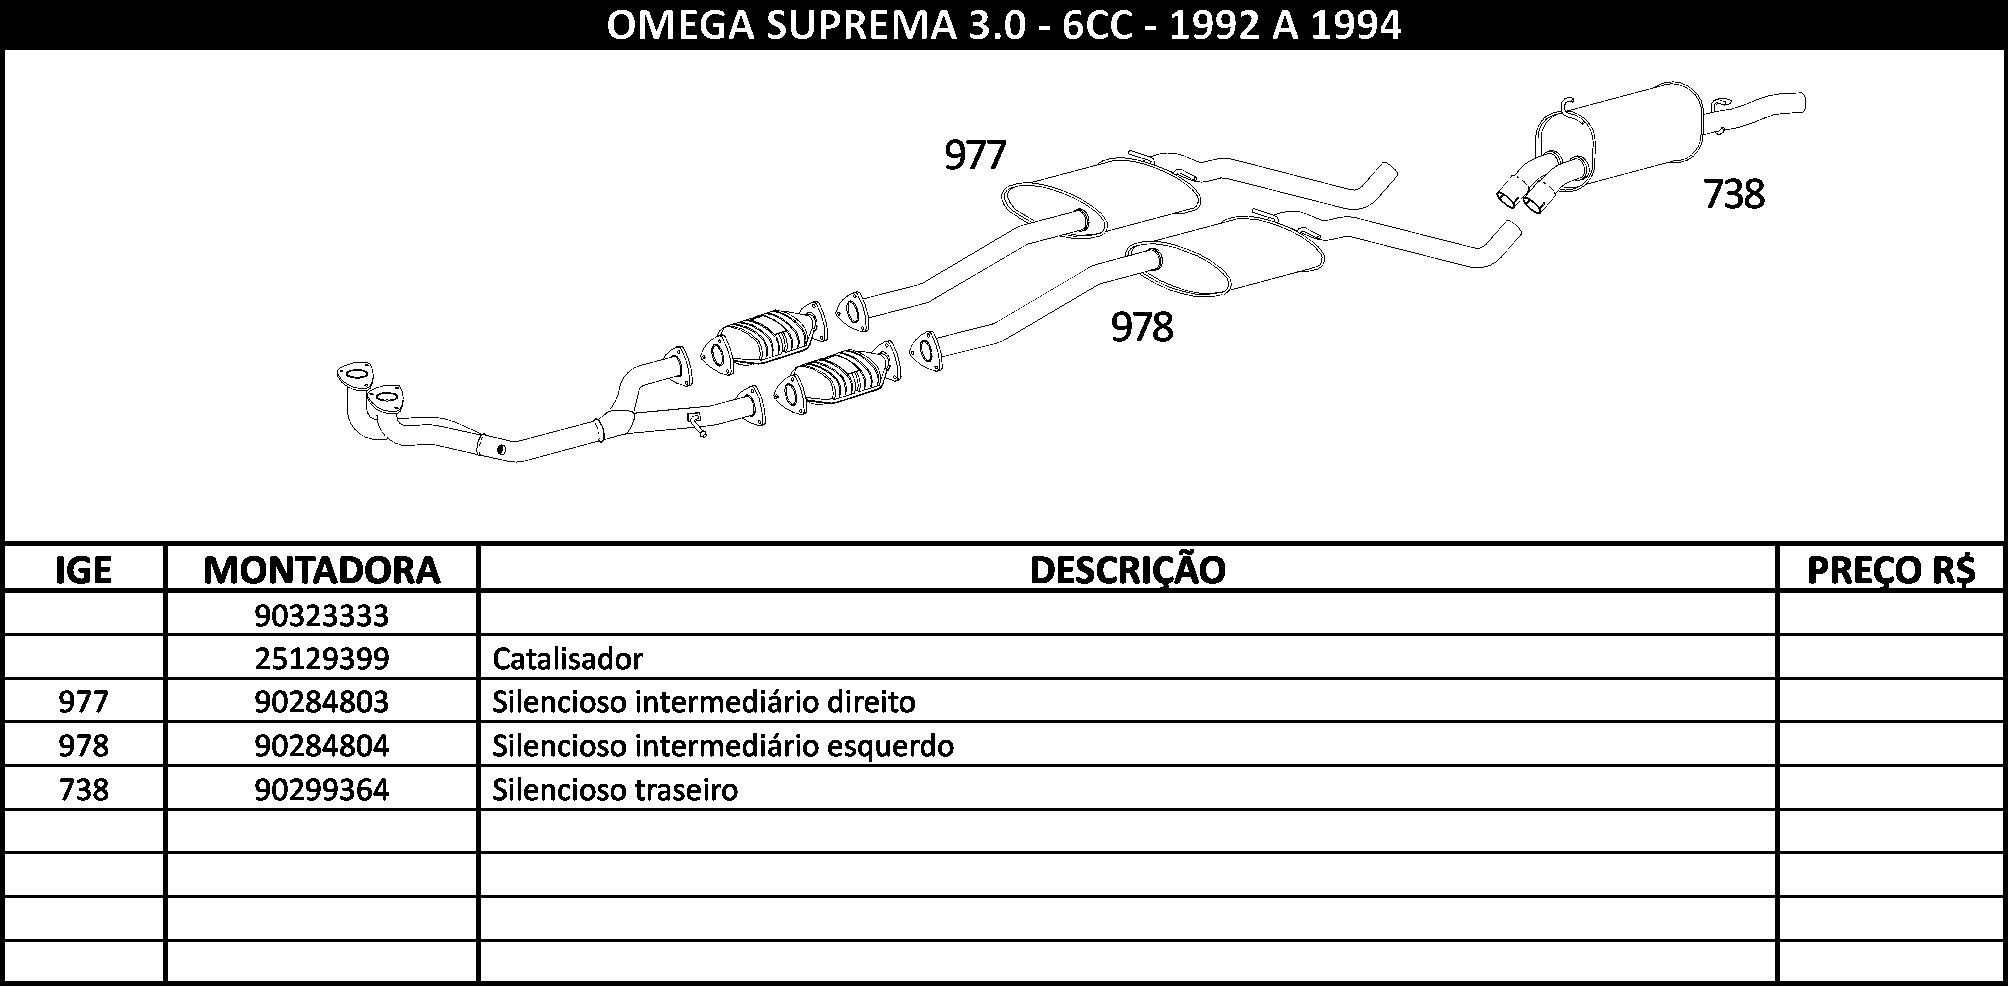 OMEGA SUPREMA 3.0 - 6CC - 1992 A 1994
977
738
978
IGE MONTADORA DESCRIÇÃO PREÇO R$
90323333
25129399 Catalisador
977 90284803 Silencioso intermediário direito
978 90284804 Silencioso intermediário esquerdo
738 90299364 Silencioso traseiro